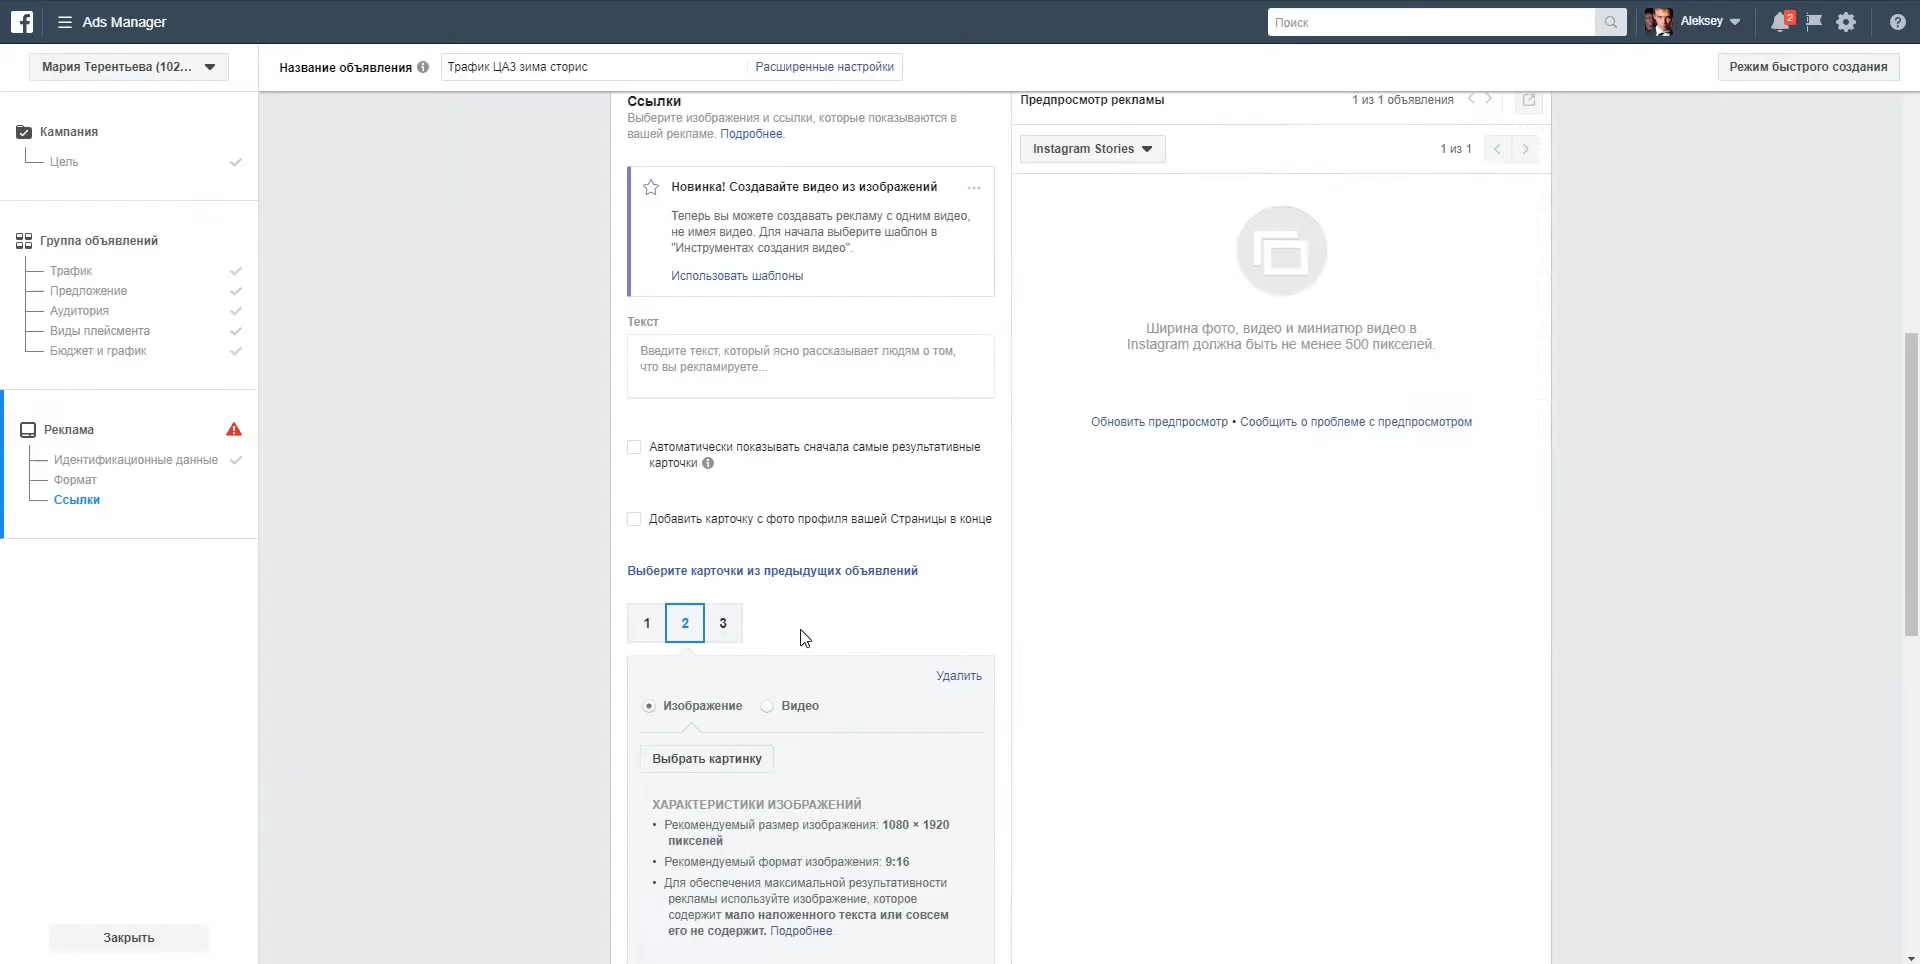 Ads Manager
Поиск
Aleksey
2
Мария Терентьева (102...
Название объявления
Трафик ЦАЗ зима сторис
Расширенные настройки
Режим быстрого создания
Кампания
Цель
Группа объявлений
Трафик
Предложение
Аудитория
Виды плейсмента
Бюджет и график
Реклама
Идентификационные данные
Формат
Ссылки
Закрыть
Ссылки
Выберите изображения и ссылки, которые показываются в
вашей рекламе. Подробнее.
Новинка! Создавайте видео из изображений
Теперь вы можете создавать рекламу с одним видео,
не имея видео. Для начала выберите шаблон в
"Инструментах создания видео".
Использовать шаблоны
Текст
Введите текст, который ясно рассказывает людям о том,
что вы рекламируете...
Автоматически показывать сначала самые результативные
карточки
Добавить карточку с фото профиля вашей Страницы в конце
Выберите карточки из предыдущих объявлений
1 2 3
Удалить
Изображение Видео
Выбрать картинку
ХАРАКТЕРИСТИКИ ИЗОБРАЖЕНИЙ
• Рекомендуемый размер изображения: 1080 × 1920
пикселей
• Рекомендуемый формат изображения: 9:16
• Для обеспечения максимальной результативности
рекламы используйте изображение, которое
содержит мало наложенного текста или совсем
его не содержит. Подробнее
Предпросмотр рекламы
1 из 1 объявления
Instagram Stories
1 из 1
Ширина фото, видео и миниатюр видео в
Instagram должна быть не менее 500 пикселей.
Обновить предпросмотр • Сообщить о проблеме с предпросмотром